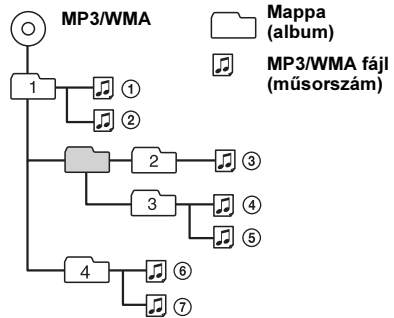 MP3/WMA
Mappa
(album)
MP3/WMA fájl
(műsorszám)
1
①
②
2
③
3
④
⑤
4
⑥
⑦